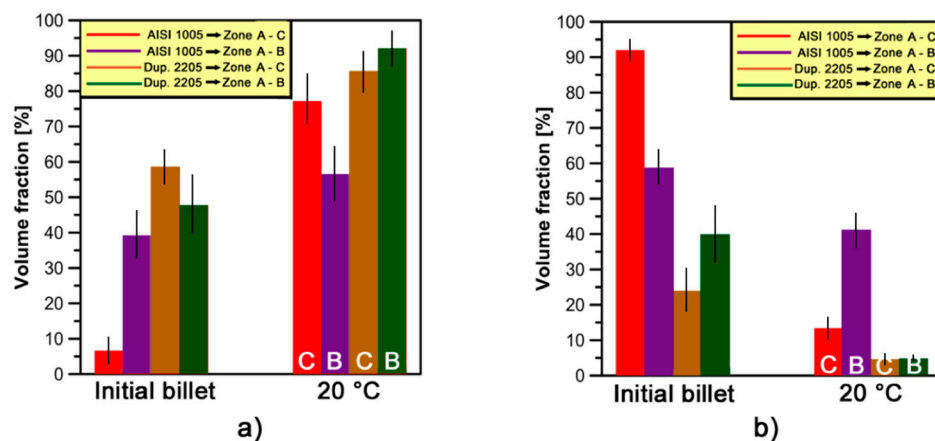 AISI 1005 → Zone A - C
AISI 1005 → Zone A - B
Dup. 2205 → Zone A - C
Dup. 2205 → Zone A - B
Volume fraction [%]
100
90
80
70
60
50
40
30
20
10
0
C B C B
Initial billet 20 °C
a)
AISI 1005 → Zone A - C
AISI 1005 → Zone A - B
Dup. 2205 → Zone A - C
Dup. 2205 → Zone A - B
Volume fraction [%]
100
90
80
70
60
50
40
30
20
10
0
C B C B
Initial billet 20 °C
b)